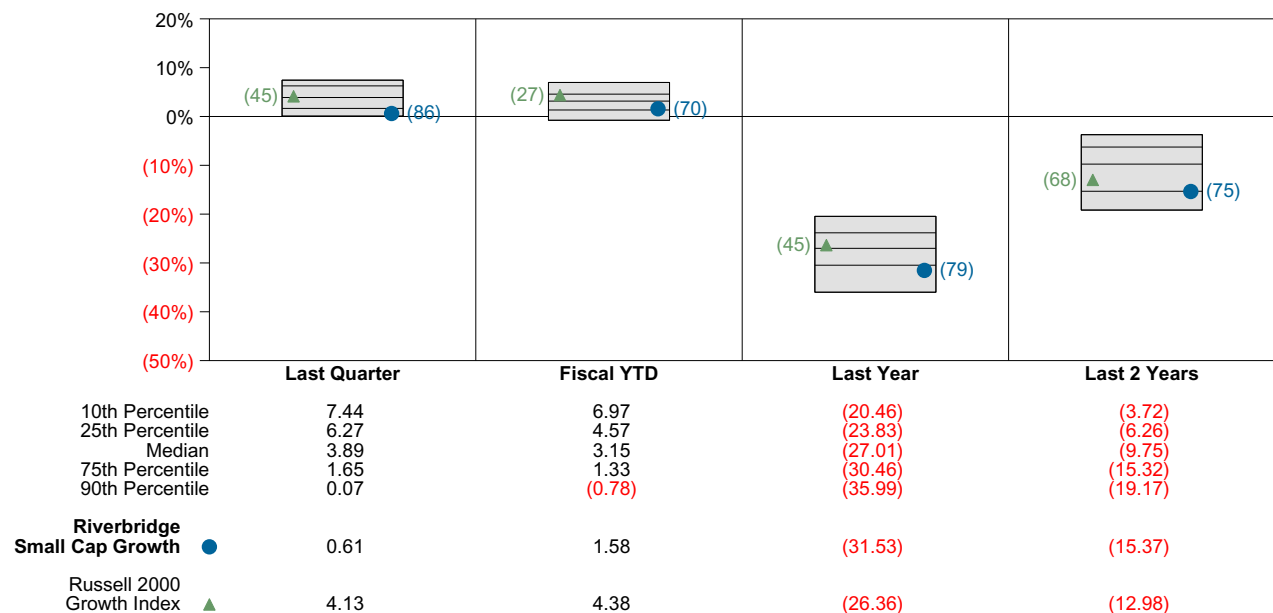 20%
10%
0%
(10%)
(20%)
(30%)
(40%)
(50%)
(45)
(86)
(27)
(70)
(45)
(79)
(68)
(75)
Last Quarter Fiscal YTD Last Year Last 2 Years
10th Percentile 7.44 6.97 (20.46) (3.72)
25th Percentile 6.27 4.57 (23.83) (6.26)
Median 3.89 3.15 (27.01) (9.75)
75th Percentile 1.65 1.33 (30.46) (15.32)
90th Percentile 0.07 (0.78) (35.99) (19.17)
Riverbridge
Small Cap Growth 0.61 1.58 (31.53) (15.37)
Russell 2000
Growth Index 4.13 4.38 (26.36) (12.98)